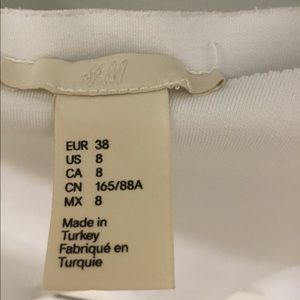 H&M
EUR 38
US 8
CA 8
CN 165/88A
MX 8
Made in
Turkey
Fabriqué en
Turquie